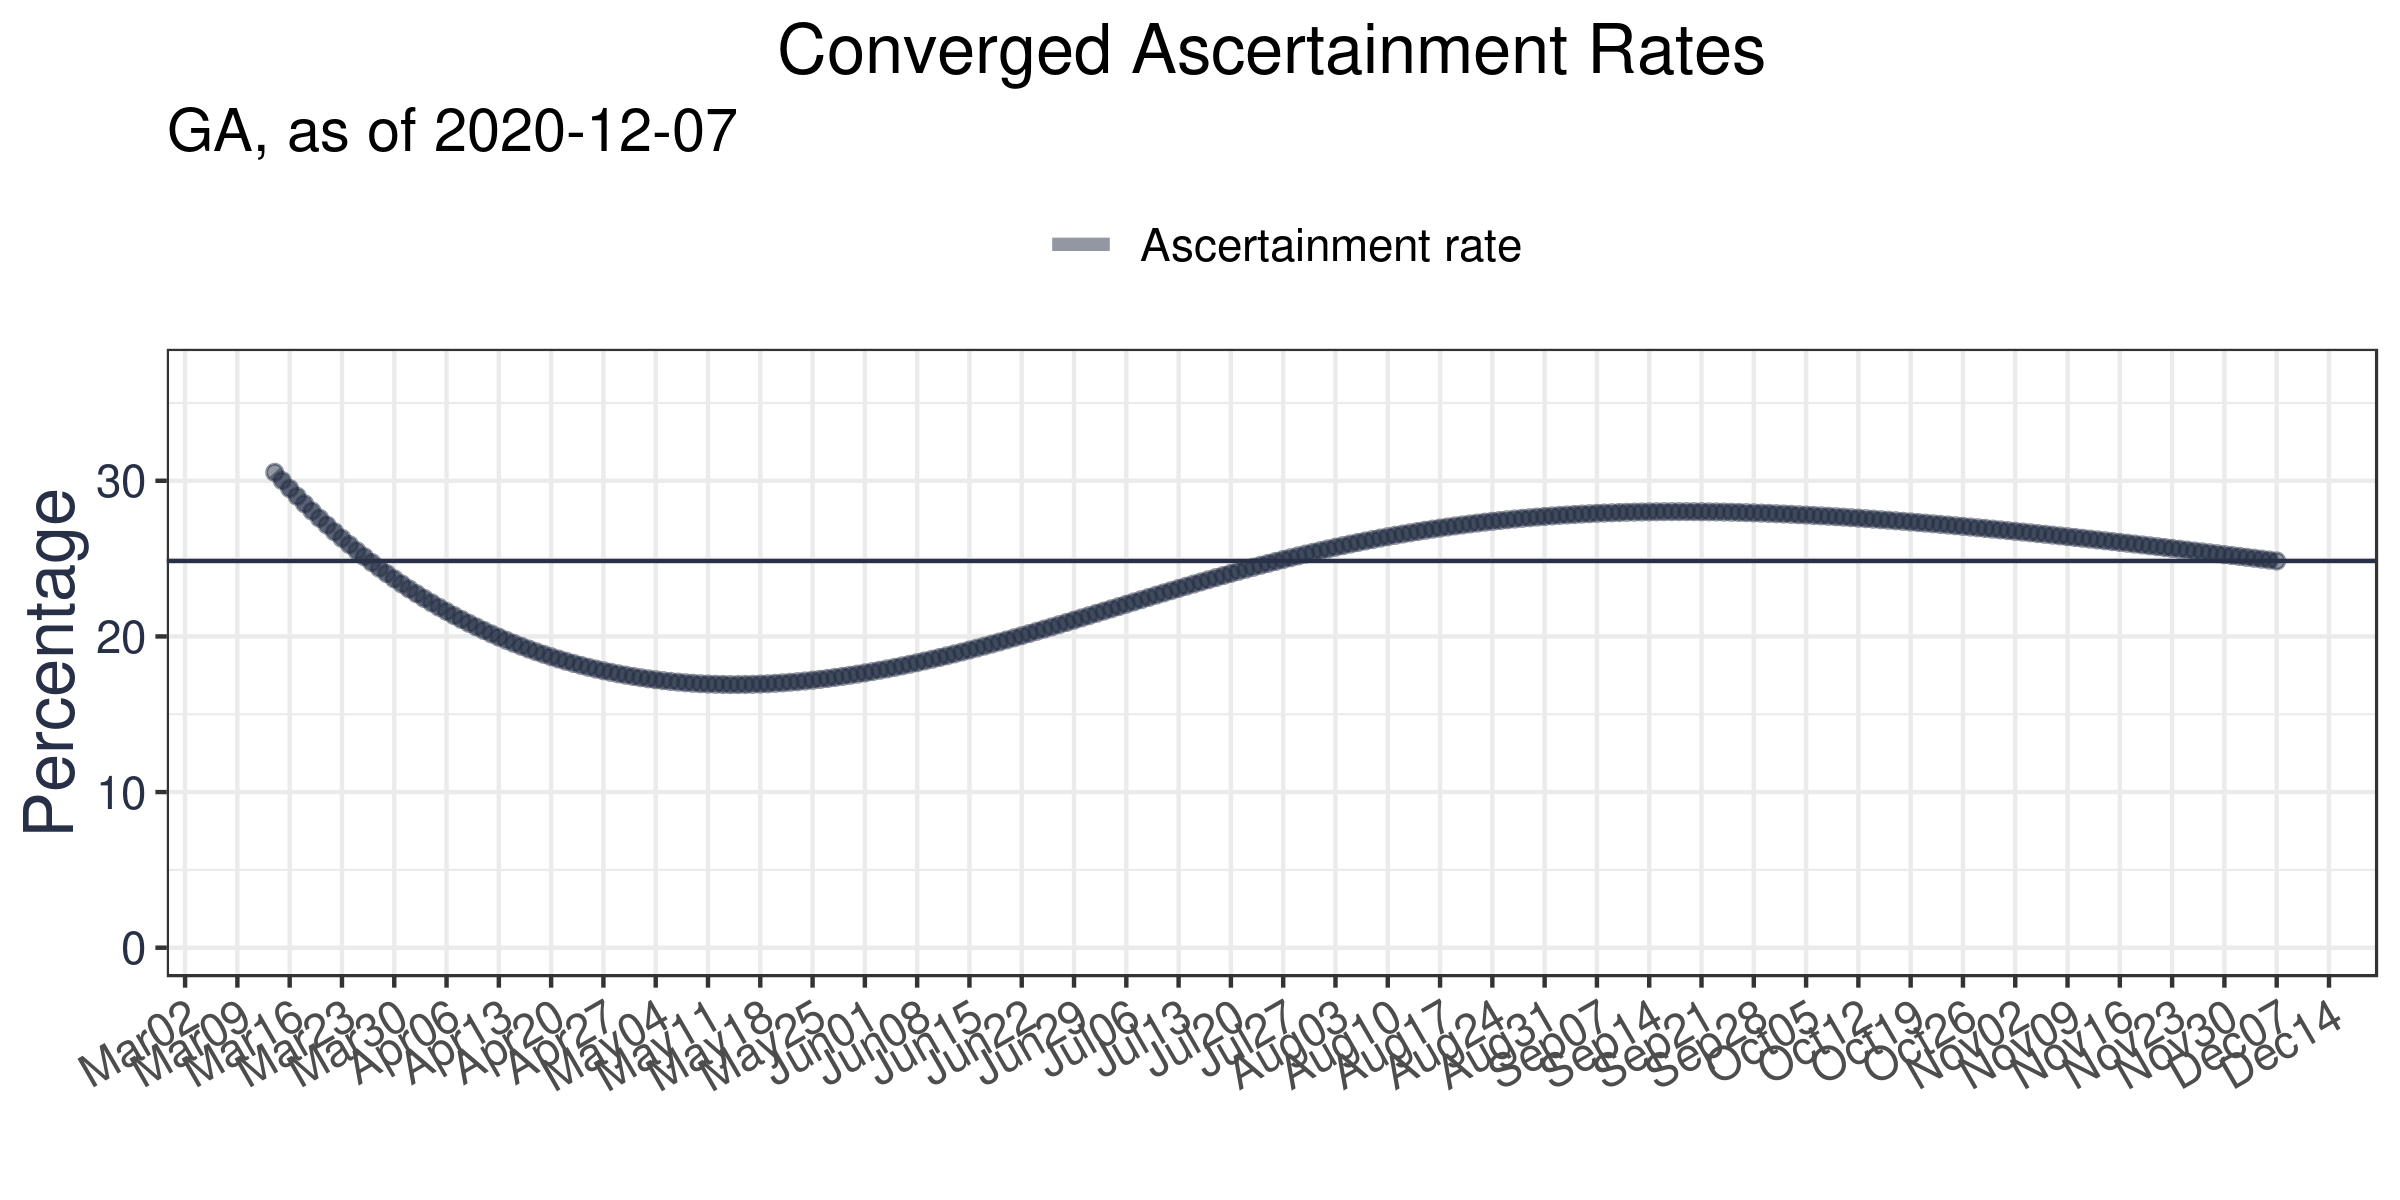 Converged Ascertainment Rates
GA, as of 2020-12-07
Ascertainment rate
Percentage
30
20
10
0
Mar02
Mar09
Mar16
Mar23
Mar30
Apr06
Apr13
Apr20
Apr27
May04
May11
May18
May25
Jun01
Jun08
Jun15
Jun22
Jun29
Jul06
Jul13
Jul20
Jul27
Aug03
Aug10
Aug17
Aug24
Aug31
Sep07
Sep14
Sep21
Sep28
Oct05
Oct12
Oct19
Oct26
Nov02
Nov09
Nov16
Nov23
Nov30
Dec07
Dec14